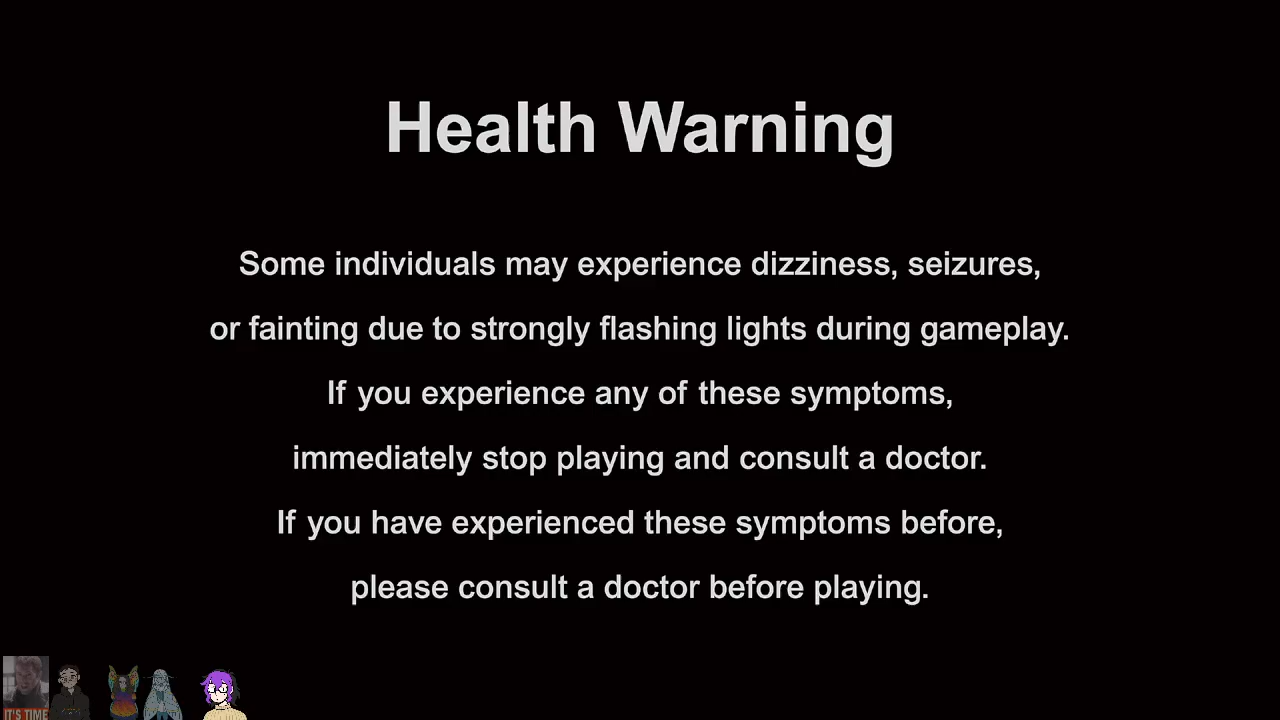 Health Warning
Some individuals may experience dizziness, seizures,
or fainting due to strongly flashing lights during gameplay.
If you experience any of these symptoms,
immediately stop playing and consult a doctor.
If you have experienced these symptoms before,
please consult a doctor before playing.
IT'S TIME